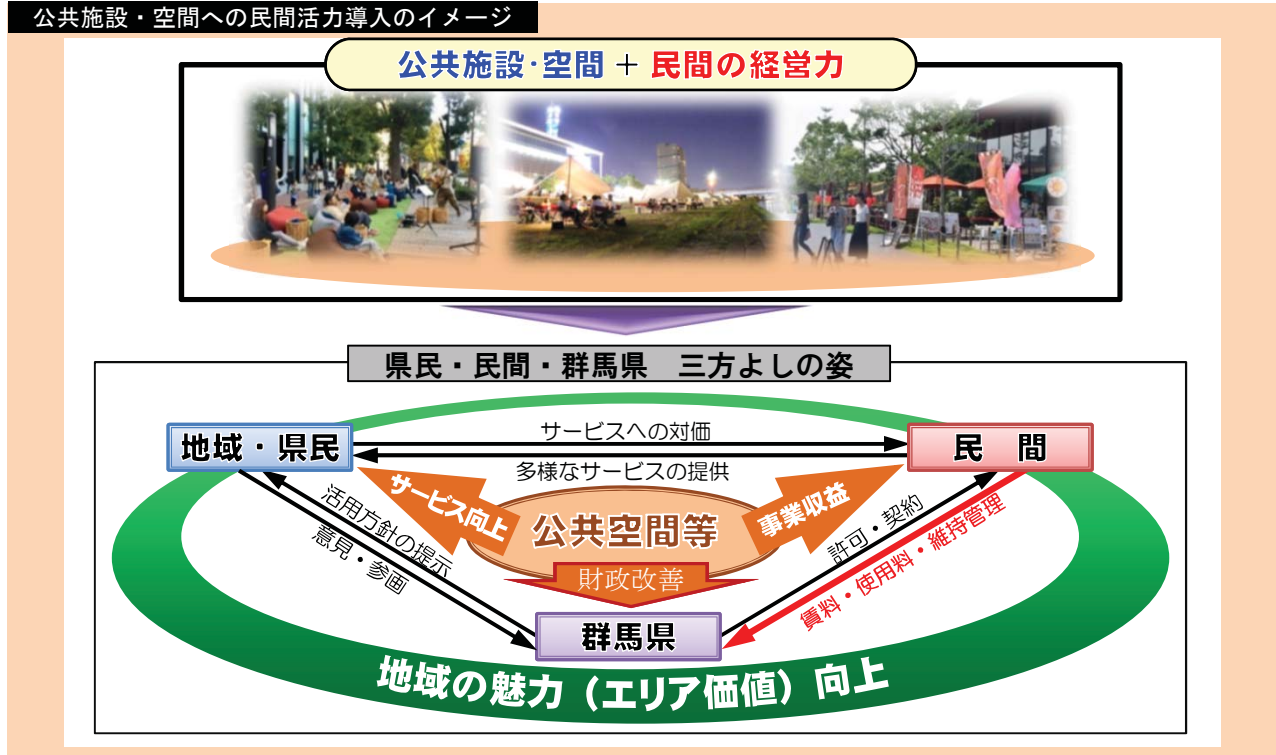 公共施設・空間への民間活力導入のイメージ
公共施設・空間 + 民間の経営力
県民・民間・群馬県　三方よしの姿
地域・県民
サービスへの対価
民　間
多様なサービスの提供
サービス向上
公共空間等
事業収益
活用方針の提示
意見・参画
許可・契約
賃料・使用料・維持管理
財政改善
群馬県
地域の魅力（エリア価値）向上